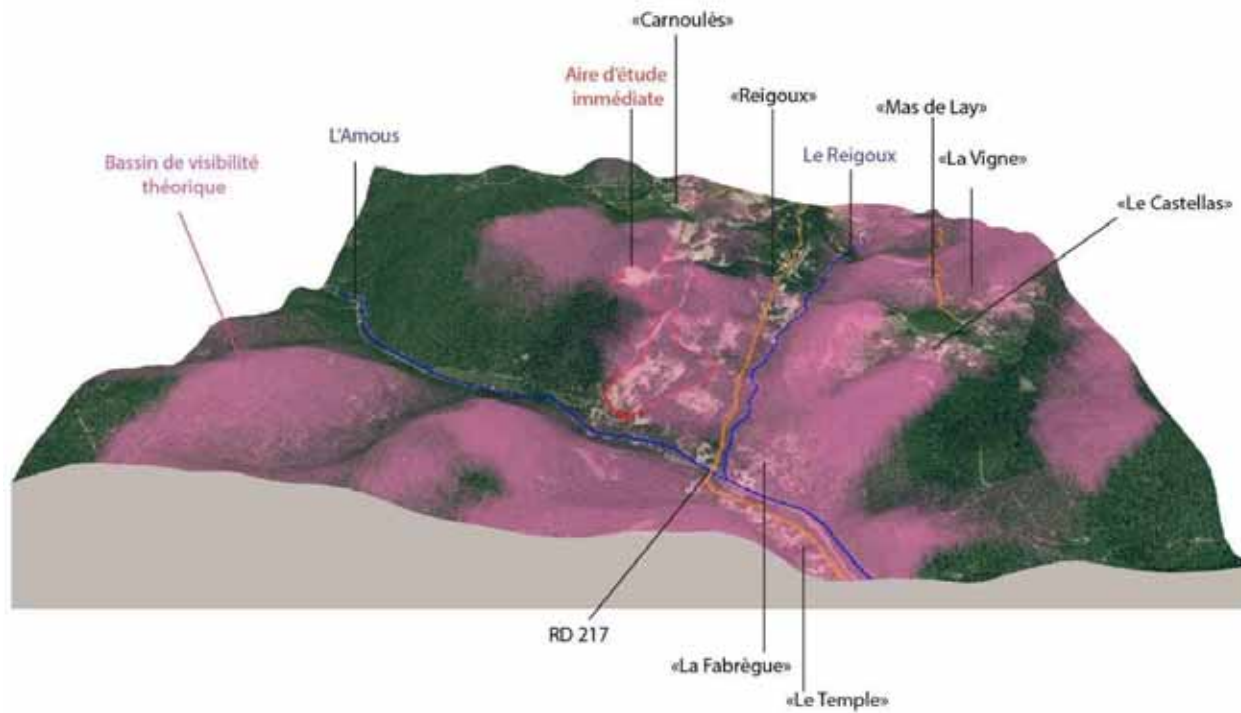 «Carnoulès»
Aire d'étude
immédiate
«Reigoux»
«Mas de Lay»
L'Amous
Le Reigoux
«La Vigne»
Bassin de visibilité
théorique
«Le Castellas»
RD 217
«La Fabrègue»
«Le Temple»